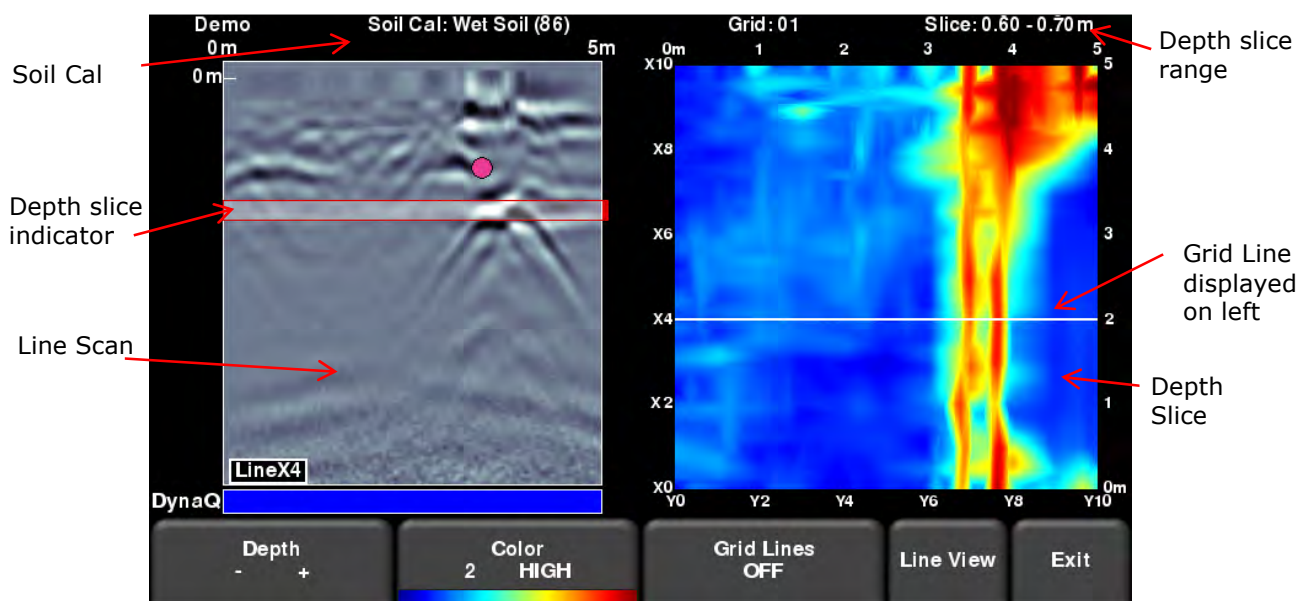 Demo Soil Cal: Wet Soil (86) Grid: 01 Slice: 0.60 - 0.70m
0m 5m 0m 1 2 3 4 5
Soil Cal
Depth slice
range
0m
X10 5
X8 4
Depth slice
indicator
X6 3
Grid Line
displayed
on left
X4 2
Line Scan
X2 1
Depth
Slice
LineX4
X0 0m
DynaQ
Y0 Y2 Y4 Y6 Y8 Y10
Depth
- +
Color
2 HIGH
Grid Lines
OFF
Line View
Exit